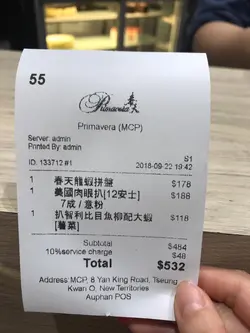 55
Primavera
Primavera (MCP)
Server: admin
Printed By: admin
S1
ID: 133712 #1 2018-09-22 19:42
1 春天龍蝦拼盤 $178
1 美國肉眼扒[12安士] $188
7成 / 意粉
1 扒智利比目魚柳配大蝦 $118
[薯菜]
Subtotal $484
10%service charge $48
Total $532
Address:MCP, 8 Yan King Road, Tseung
Kwan O, New Territories
Auphan POS